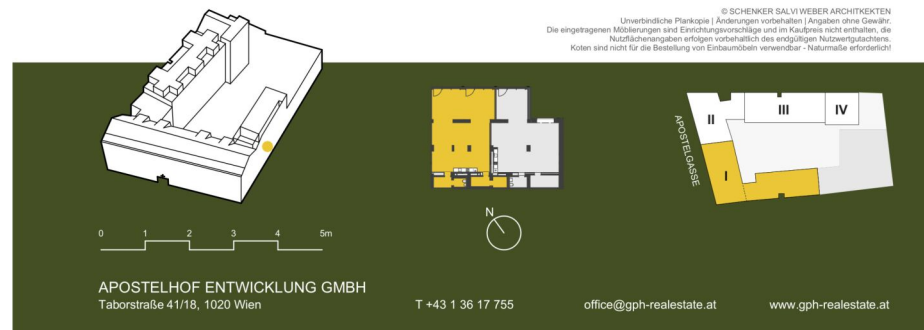 © SCHENKER SALVI WEBER ARCHITKEKTEN
Unverbindliche Plankopie | Änderungen vorbehalten | Angaben ohne Gewähr.
Die eingetragenen Möblierungen sind Einrichtungsvorschläge und im Kaufpreis nicht enthalten, die
Nutzflächenangaben erfolgen vorbehaltlich des endgültigen Nutzwertgutachtens.
Koten sind nicht für die Bestellung von Einbaumöbeln verwendbar - Naturmaße erforderlich!
II
III
IV
APOSTELGASSE
I
N
0 1 2 3 4 5m
APOSTELHOF ENTWICKLUNG GMBH
Taborstraße 41/18, 1020 Wien
T +43 1 36 17 755
office@gph-realestate.at
www.gph-realestate.at